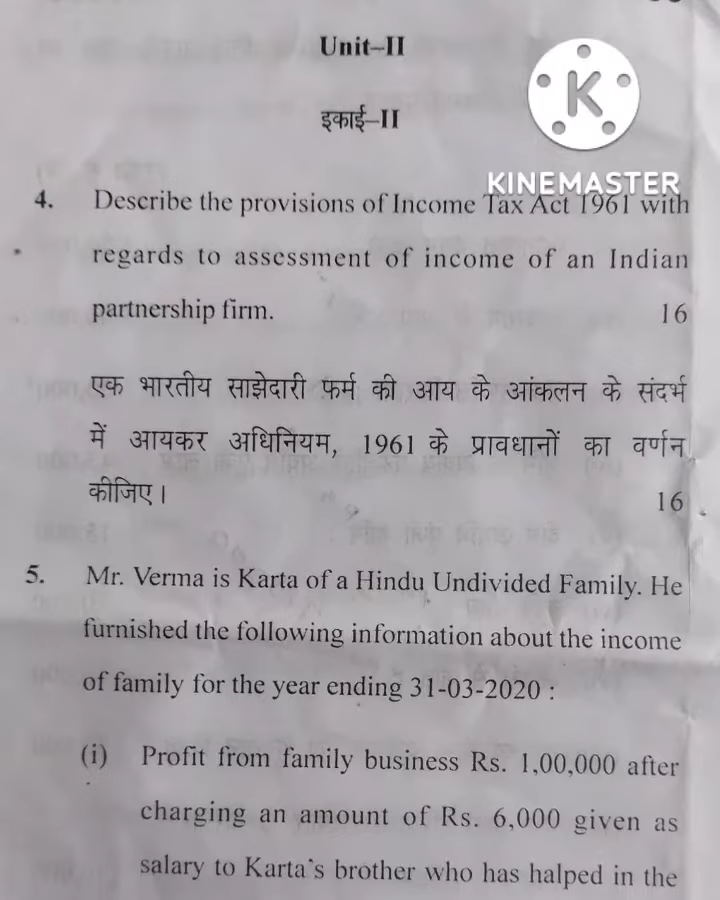 Unit–II
इकाई–II
K
KINEMASTER
4. Describe the provisions of Income Tax Act 1961 with
regards to assessment of income of an Indian
partnership firm. 16
एक भारतीय साझेदारी फर्म की आय के आंकलन के संदर्भ
में आयकर अधिनियम, 1961 के प्रावधानों का वर्णन
कीजिए। 16
5. Mr. Verma is Karta of a Hindu Undivided Family. He
furnished the following information about the income
of family for the year ending 31-03-2020 :
(i) Profit from family business Rs. 1,00,000 after
charging an amount of Rs. 6,000 given as
salary to Karta's brother who has halped in the